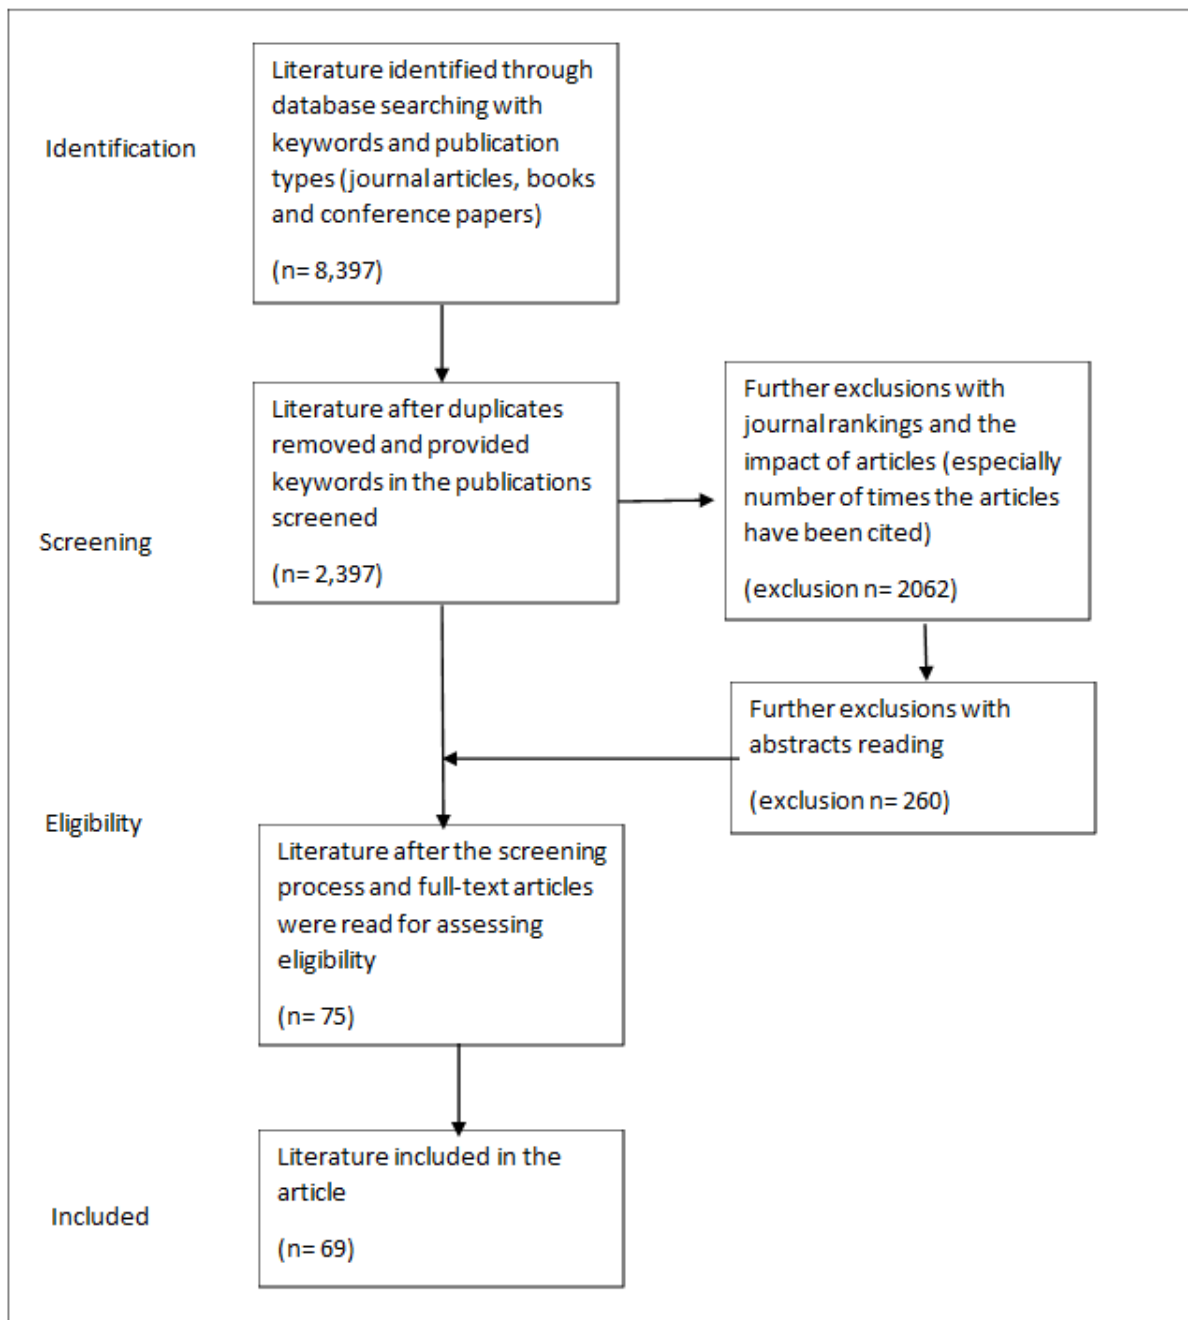 Identification
Literature identified through
database searching with
keywords and publication
types (journal articles, books
and conference papers)
(n= 8,397)
Screening
Literature after duplicates
removed and provided
keywords in the publications
screened
(n= 2,397)
Further exclusions with
journal rankings and the
impact of articles (especially
number of times the articles
have been cited)
(exclusion n= 2062)
Further exclusions with
abstracts reading
(exclusion n= 260)
Eligibility
Literature after the screening
process and full-text articles
were read for assessing
eligibility
(n= 75)
Included
Literature included in the
article
(n= 69)